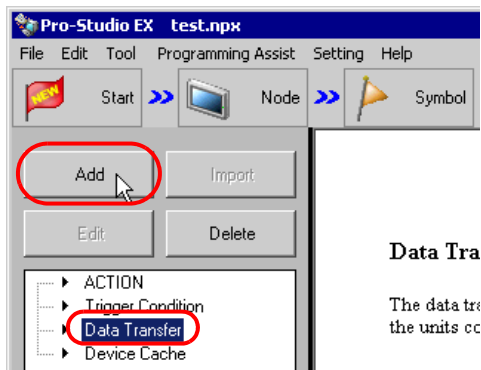 Pro-Studio EX test.npx
File Edit Tool Programming Assist Setting Help
NEW Start Node Symbol
Add Import
Edit Delete
ACTION
Trigger Condition
Data Transfer
Device Cache
Data Tra
The data tra
the units co